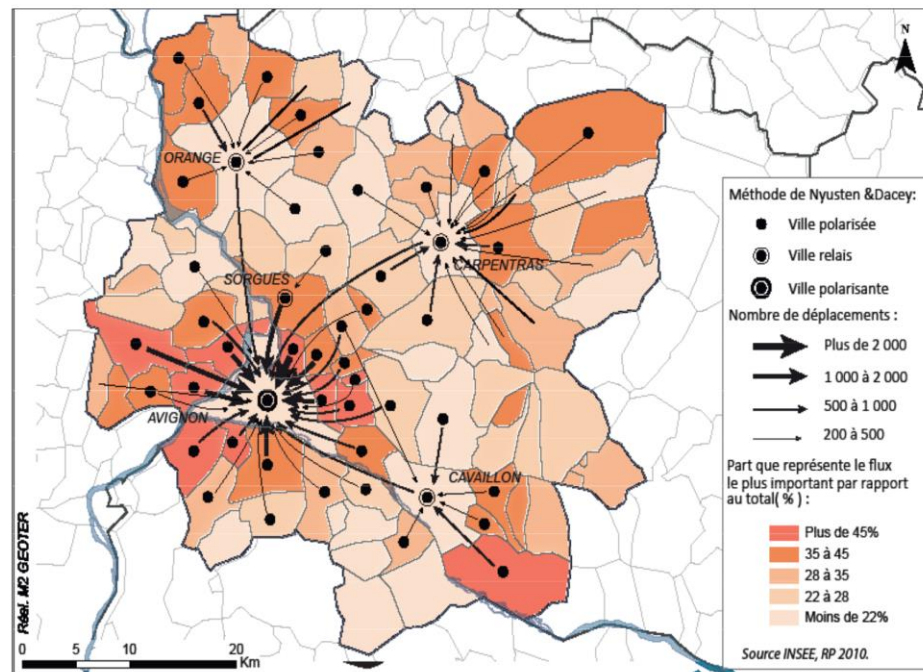 N
ORANGE
CARPENTRAS
SORGUES
AVIGNON
CAVAILLON
Méthode de Nyusten &Dacey:
Ville polarisée
Ville relais
Ville polarisante
Nombre de déplacements :
Plus de 2 000
1 000 à 2 000
500 à 1 000
200 à 500
Part que représente le flux
le plus important par rapport
au total( % ) :
Plus de 45%
35 à 45
28 à 35
22 à 28
Moins de 22%
Source INSEE, RP 2010.
Réal. M2 GEOTER
0 10 20
Km